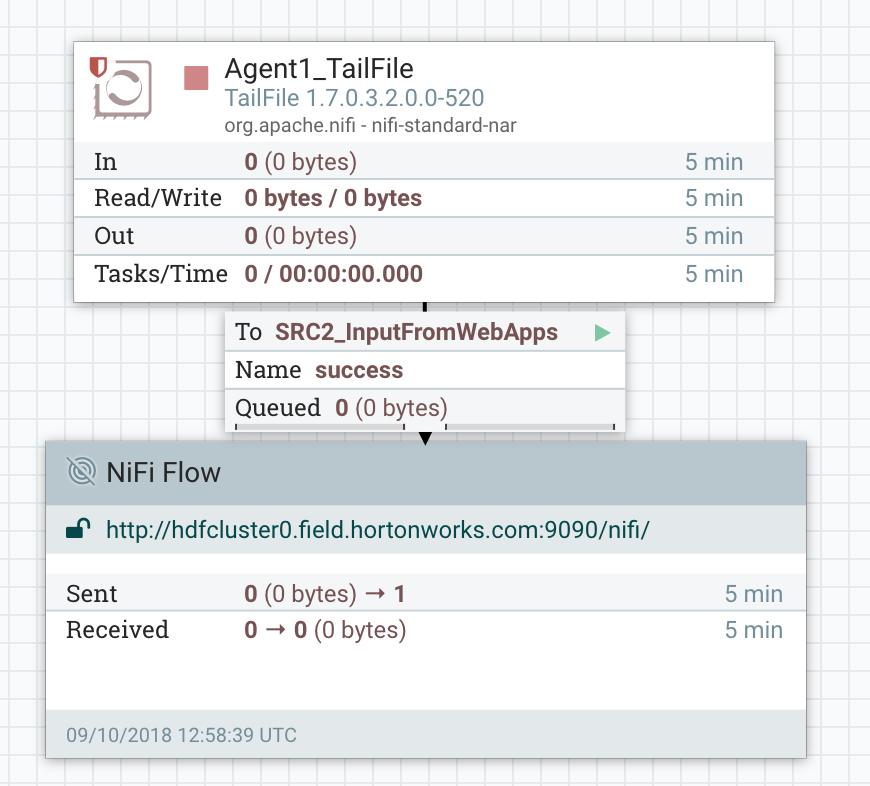 Agent1_TailFile
TailFile 1.7.0.3.2.0.0-520
org.apache.nifi - nifi-standard-nar
In 0 (0 bytes) 5 min
Read/Write 0 bytes / 0 bytes 5 min
Out 0 (0 bytes) 5 min
Tasks/Time 0 / 00:00:00.000 5 min
To SRC2_InputFromWebApps
Name success
Queued 0 (0 bytes)
NiFi Flow
http://hdfcluster0.field.hortonworks.com:9090/nifi/
Sent 0 (0 bytes) → 1 5 min
Received 0 → 0 (0 bytes) 5 min
09/10/2018 12:58:39 UTC